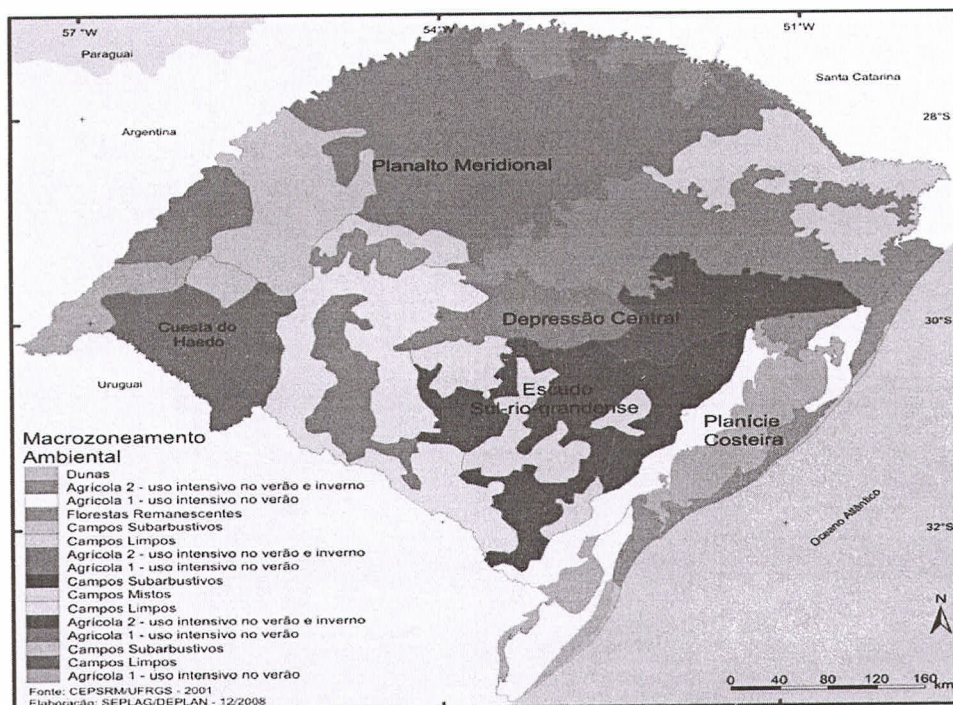 57 °W
54°W
51°W
Paraguai
Santa Catarina
Argentina
28°S
Planalto Meridional
Cuesta do
Haedo
Depressão Central
30°S
Uruguai
Escudo
Sul-rio-grandense
Planície
Costeira
Oceano Atlântico
32°S
Macrozoneamento
Ambiental
Dunas
Agrícola 2 - uso intensivo no verão e inverno
Agrícola 1 - uso intensivo no verão
Florestas Remanescentes
Campos Subarbustivos
Campos Limpos
Agrícola 2 - uso intensivo no verão e inverno
Agrícola 1 - uso intensivo no verão
Campos Subarbustivos
Campos Mistos
Campos Limpos
Agrícola 2 - uso intensivo no verão e inverno
Agrícola 1 - uso intensivo no verão
Campos Subarbustivos
Campos Limpos
Agrícola 1 - uso intensivo no verão
Fonte: CEPSRM/UFRGS - 2001
Elaboração: SEPLAG/DEPLAN - 12/2008
N
0 40 80 120 160
km